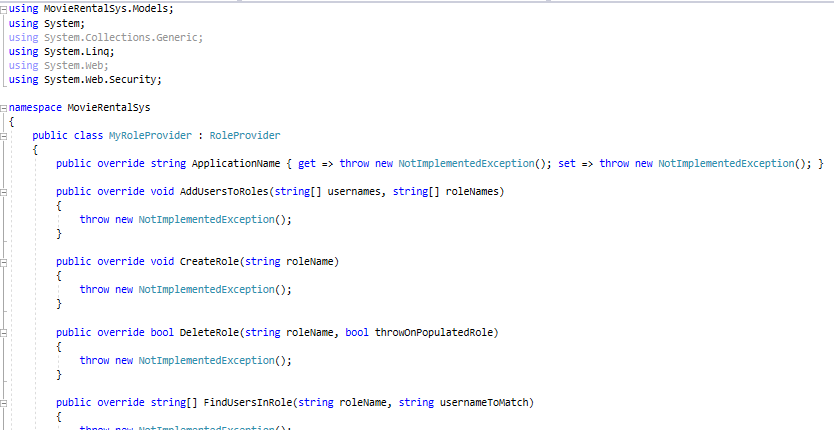 using MovieRentalSys.Models;
using System;
using System.Collections.Generic;
using System.Linq;
using System.Web;
using System.Web.Security;
namespace MovieRentalSys
{
public class MyRoleProvider : RoleProvider
{
public override string ApplicationName { get => throw new NotImplementedException(); set => throw new NotImplementedException(); }
public override void AddUsersToRoles(string[] usernames, string[] roleNames)
{
throw new NotImplementedException();
}
public override void CreateRole(string roleName)
{
throw new NotImplementedException();
}
public override bool DeleteRole(string roleName, bool throwOnPopulatedRole)
{
throw new NotImplementedException();
}
public override string[] FindUsersInRole(string roleName, string usernameToMatch)
{
throw new NotImplementedException();